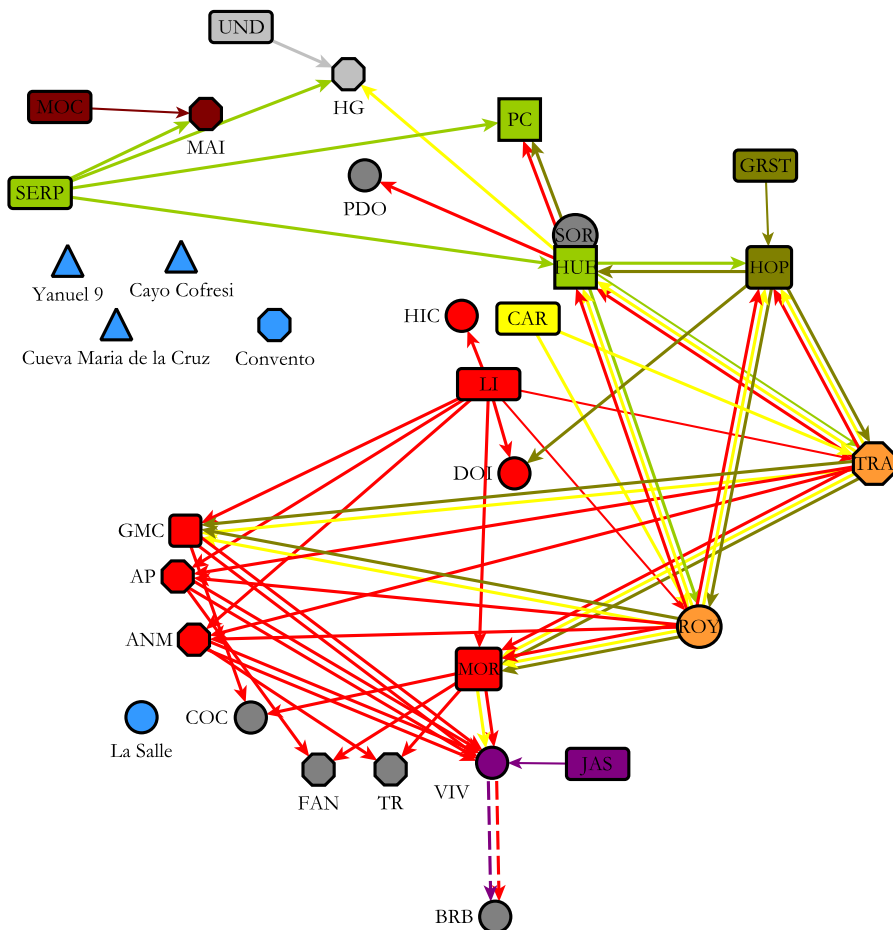 UND
HG
MOC
MAI
PC
GRST
SERP
PDO
SOR
HUE
HOP
Yanuel 9
Cayo Cofresi
HIC
CAR
Cueva Maria de la Cruz
Convento
LI
DOI
TRA
GMC
AP
ANM
ROY
MOR
COC
La Salle
FAN
TR
VIV
JAS
BRB